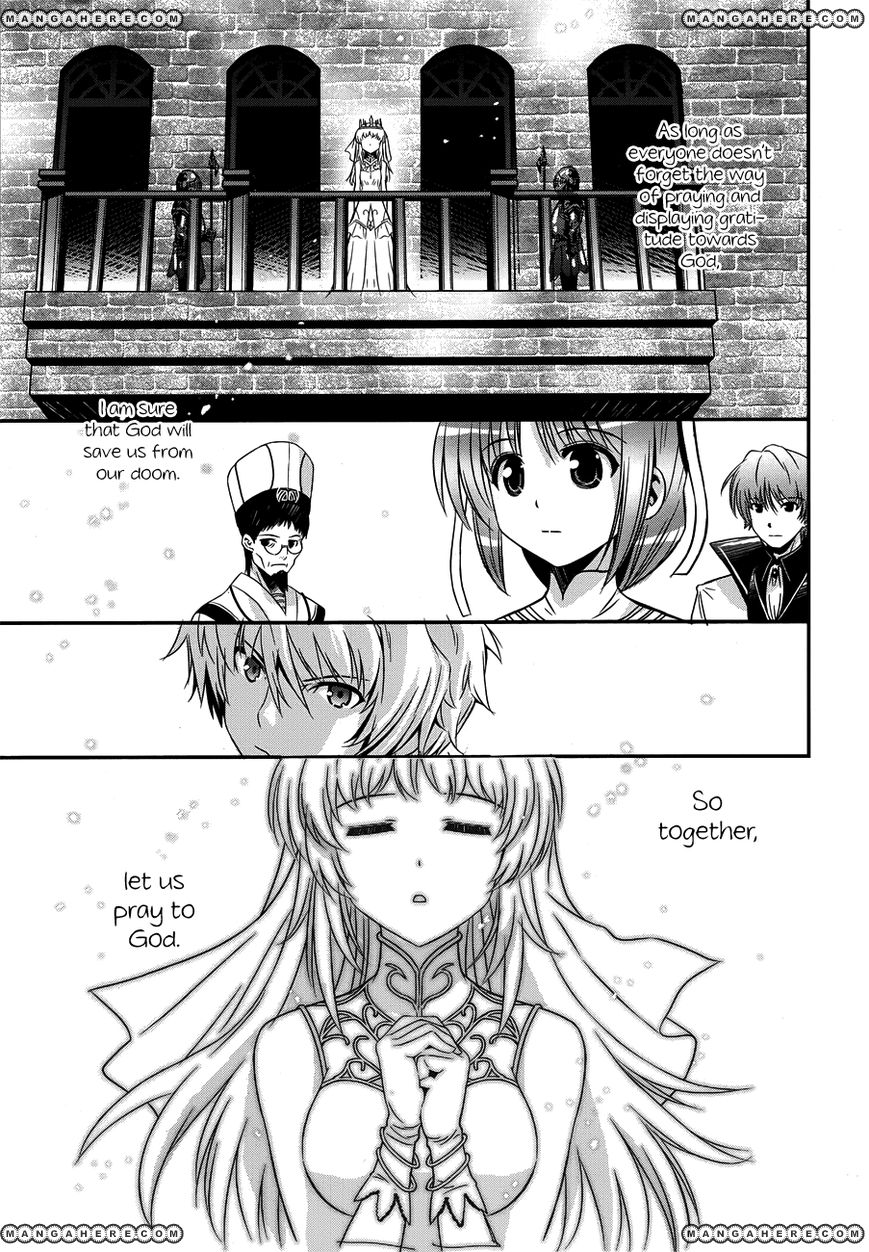 MANGAHERE.COM
MANGAHERE.COM
As long as
everyone doesn't
forget the way
of praying and
displaying grati-
tude towards
God,
I am sure
that God will
save us from
our doom.
So
together,
let us
pray to
God.
MANGAHERE.COM
MANGAHERE.COM